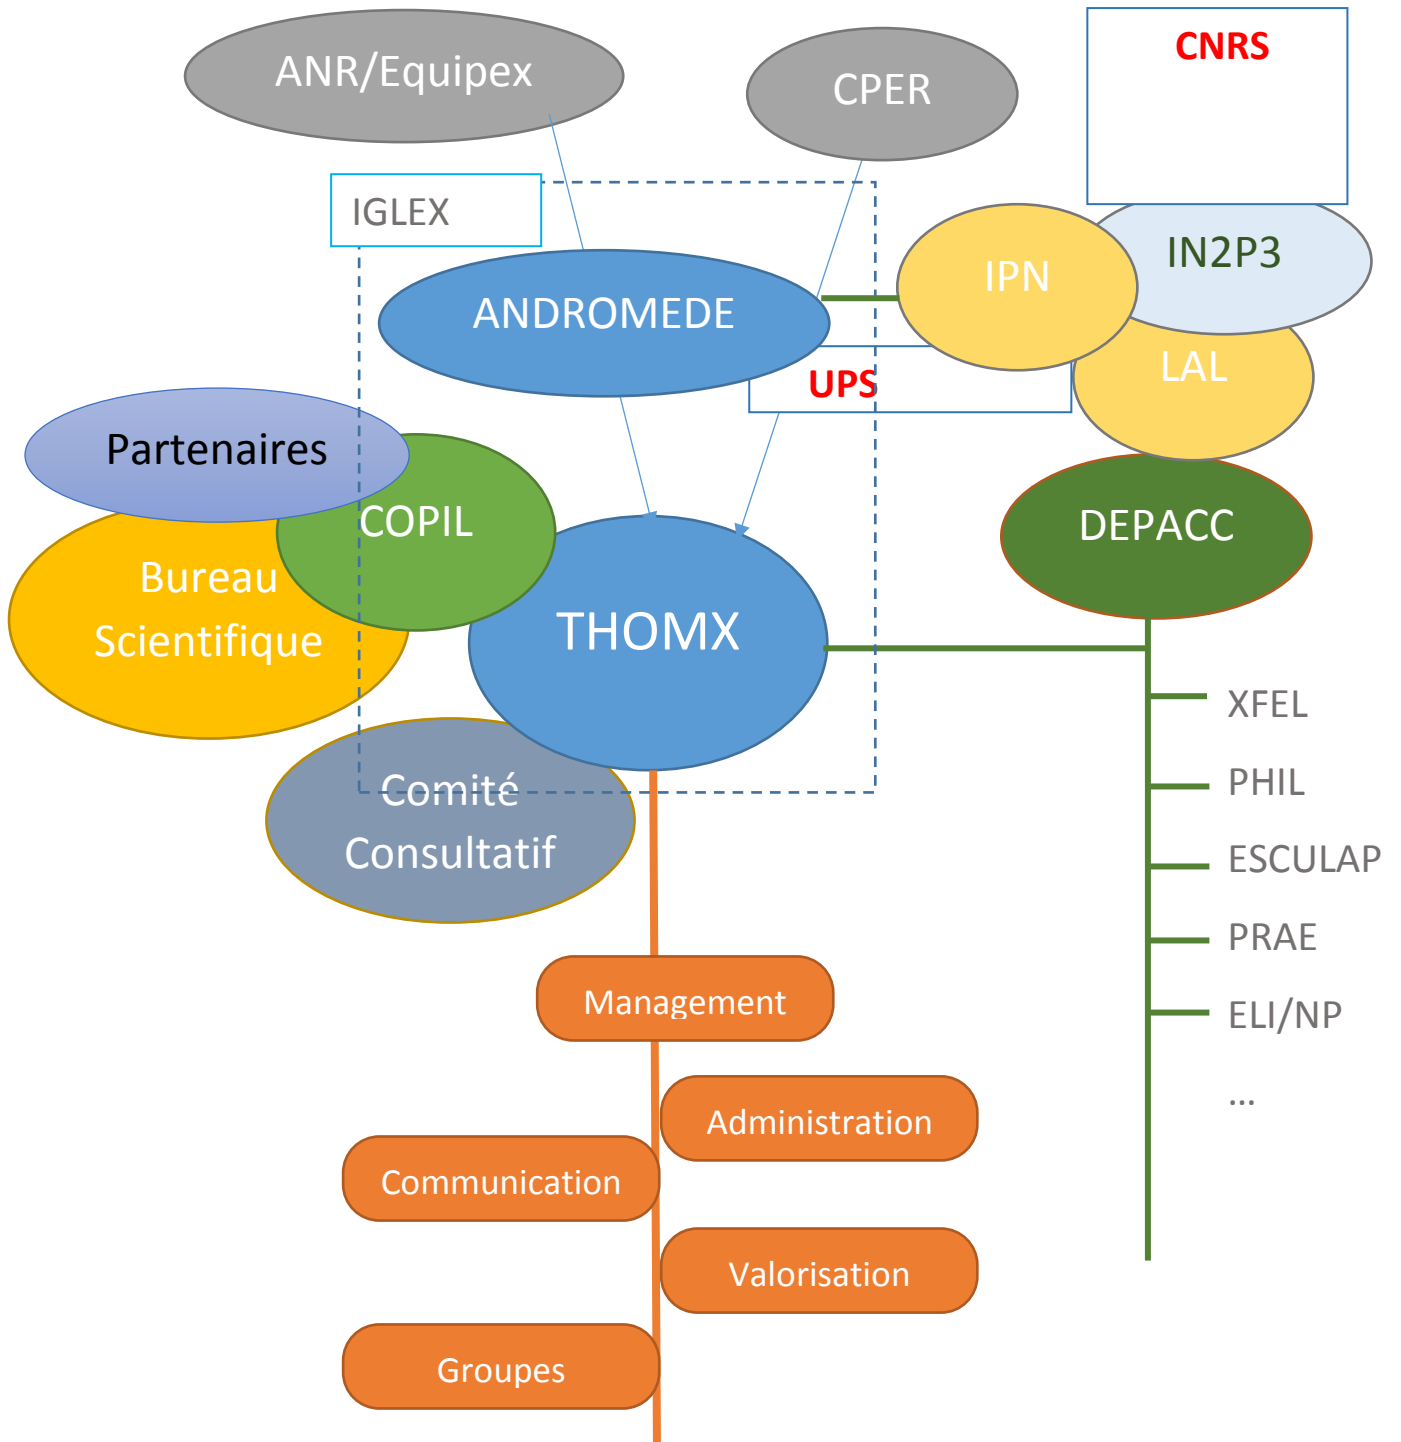 CNRS
ANR/Equipex
CPER
IGLEX
IN2P3
IPN
ANDROMEDE
LAL
UPS
Partenaires
COPIL
DEPACC
Bureau
Scientifique
THOMX
XFEL
PHIL
Comité
Consultatif
ESCULAP
PRAE
Management
ELI/NP
...
Administration
Communication
Valorisation
Groupes